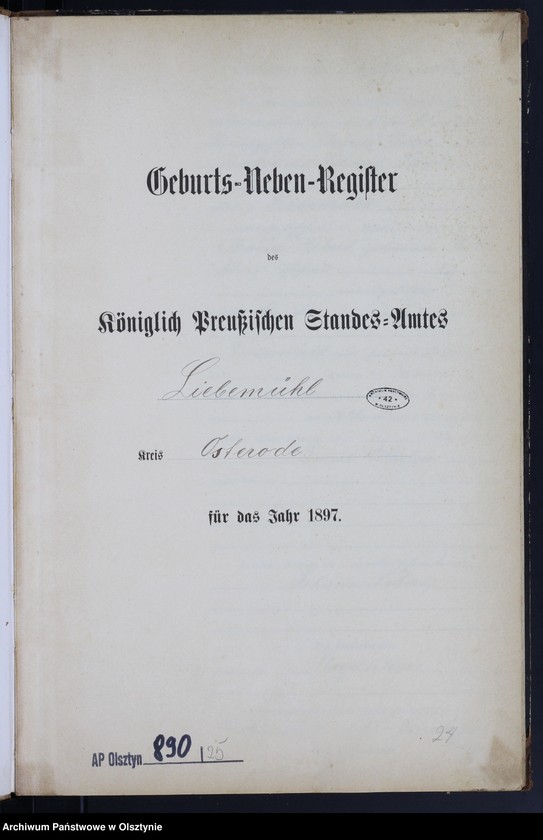 Geburts-Neben-Register
des
Königlich Preußischen Standes-Amtes
Liebemühl
42
Kreis Osterode
für das Jahr 1897.
24
AP Olsztyn 890 | 25
Archiwum Państwowe w Olsztynie